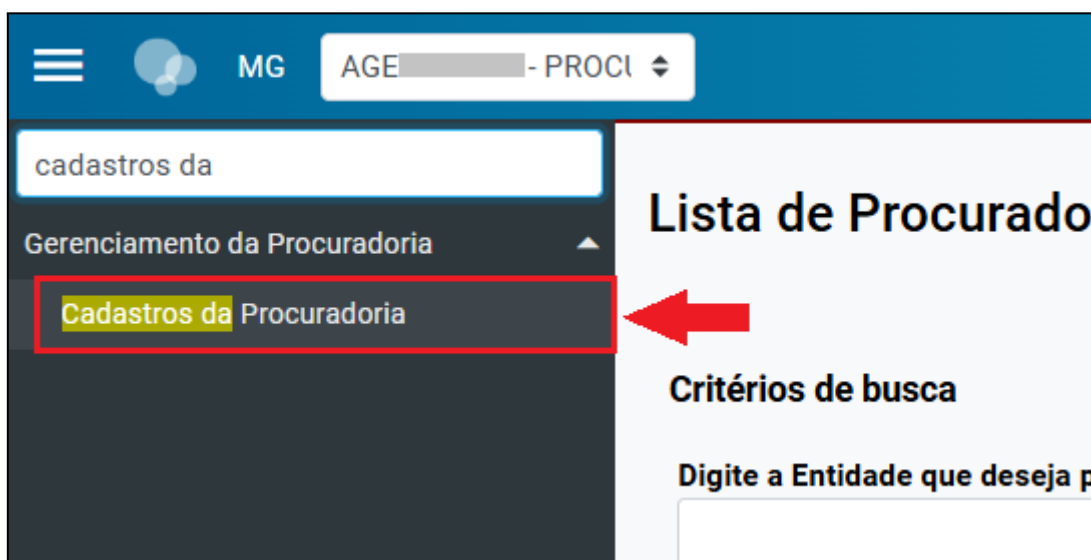 MG
AGE - PROCU
cadastros da
Gerenciamento da Procuradoria
Cadastros da Procuradoria
Lista de Procurado
Critérios de busca
Digite a Entidade que deseja p